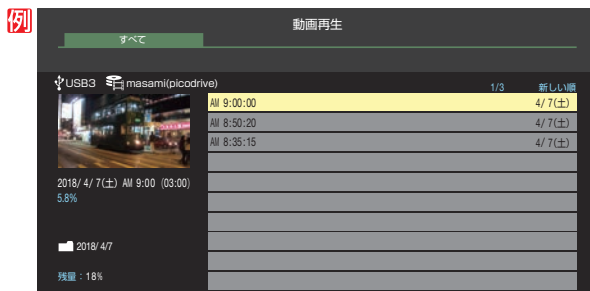 例
動画再生
すべて
USB3 masami(picodrive)
1/3 新しい順
AM 9:00:00 4/ 7(土)
AM 8:50:20 4/ 7(土)
AM 8:35:15 4/ 7(土)
2018/ 4/ 7(土) AM 9:00 (03:00)
5.8%
2018/ 4/7
残量：18%